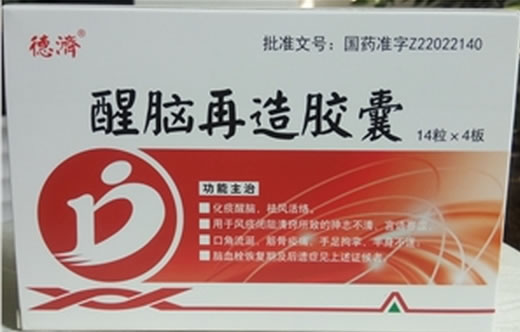 德濟®
批准文号：国药准字Z22022140
醒脑再造胶囊
14粒×4板
功能主治
■化痰醒脑，祛风活络。
■用于风痰闭阻清窍所致的神志不清，言语謇涩，
■口角流涎，筋骨疼痛，手足拘挛，半身不遂；
■脑血栓恢复期及后遗症见上述证候者。